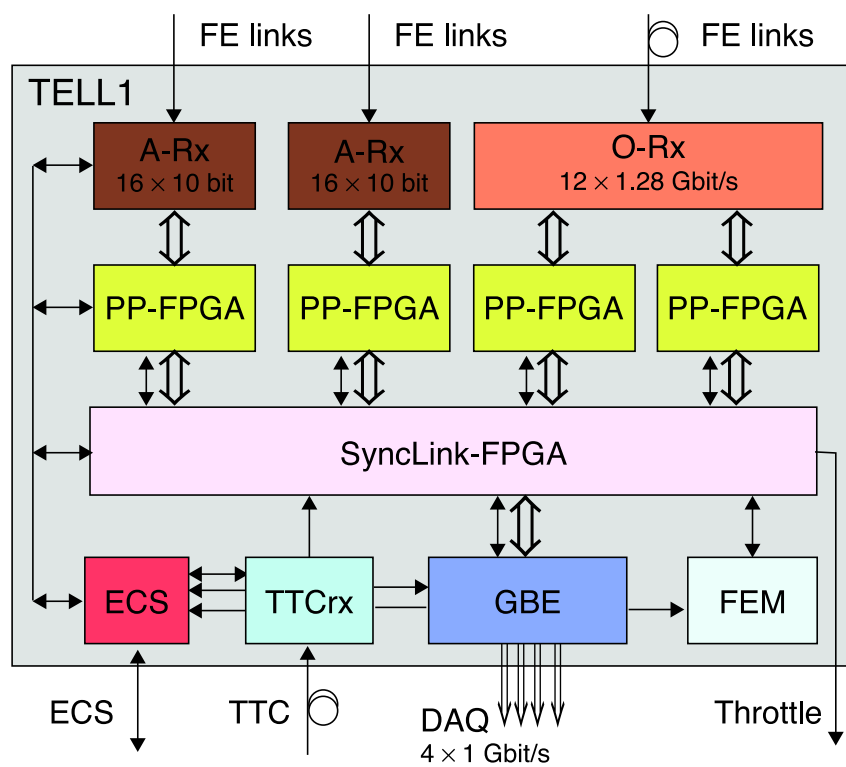 FE links
FE links
FE links
TELL1
A-Rx
16 × 10 bit
A-Rx
16 × 10 bit
O-Rx
12 × 1.28 Gbit/s
PP-FPGA
PP-FPGA
PP-FPGA
PP-FPGA
SyncLink-FPGA
ECS
TTCrx
GBE
FEM
ECS
TTC
DAQ
4 × 1 Gbit/s
Throttle